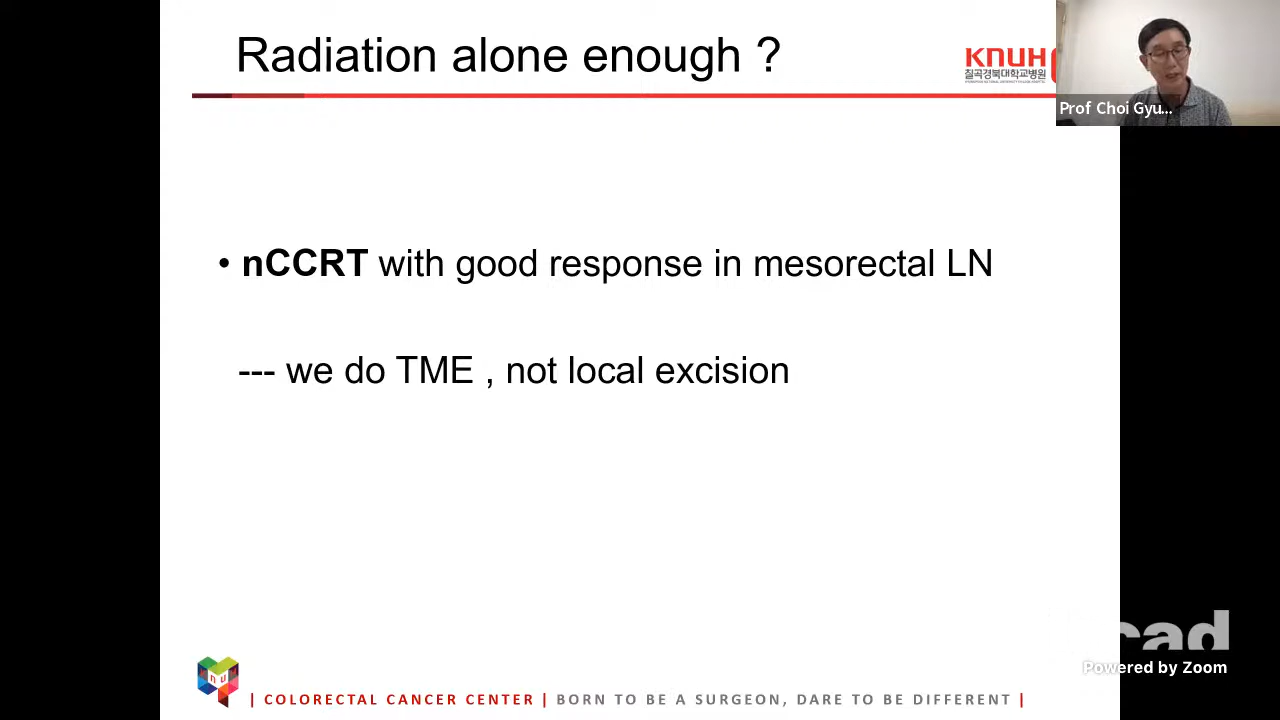 Radiation alone enough ?
KNUH
칠곡경북대학교병원
Prof Choi Gyu...
• nCCRT with good response in mesorectal LN
--- we do TME , not local excision
cad
Powered by Zoom
| COLORECTAL CANCER CENTER | BORN TO BE A SURGEON, DARE TO BE DIFFERENT |